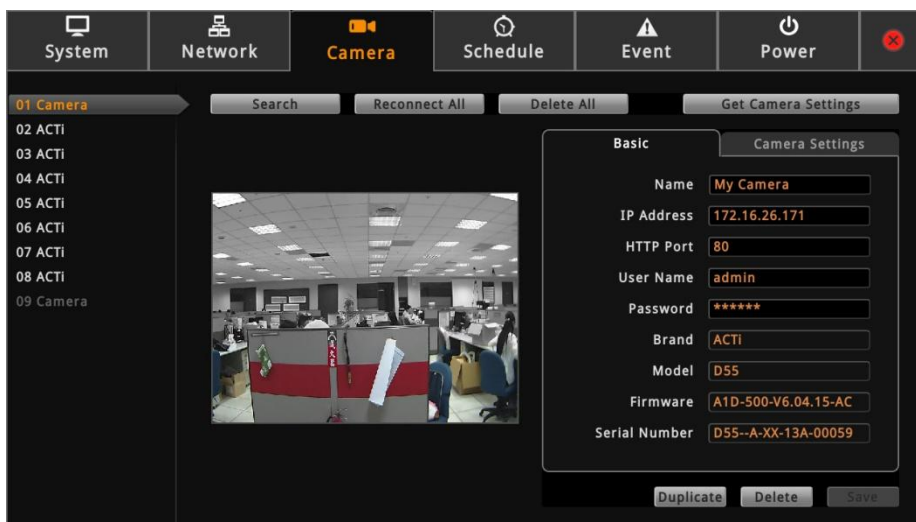 System Network Camera Schedule Event Power
01 Camera
02 ACTi
03 ACTi
04 ACTi
05 ACTi
06 ACTi
07 ACTi
08 ACTi
09 Camera
Search Reconnect All Delete All Get Camera Settings
Basic Camera Settings
Name My Camera
IP Address 172.16.26.171
HTTP Port 80
User Name admin
Password ******
Brand ACTi
Model D55
Firmware A1D-500-V6.04.15-AC
Serial Number D55--A-XX-13A-00059
Duplicate Delete Save